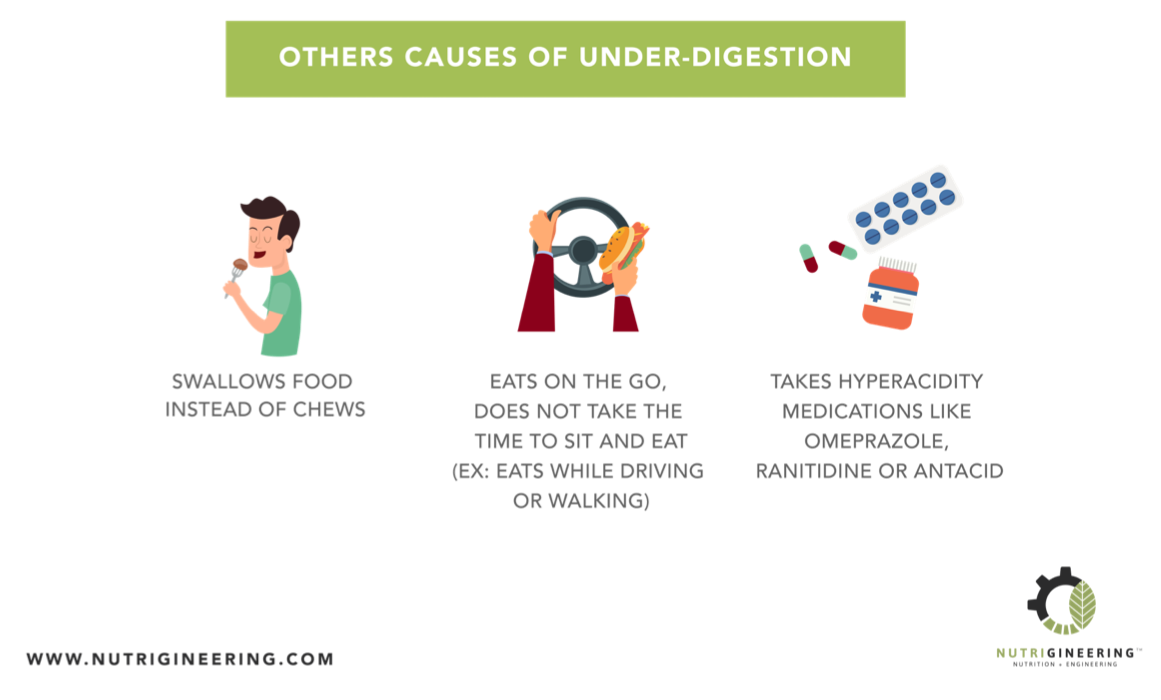 OTHERS CAUSES OF UNDER-DIGESTION
SWALLOWS FOOD
INSTEAD OF CHEWS
EATS ON THE GO,
DOES NOT TAKE THE
TIME TO SIT AND EAT
(EX: EATS WHILE DRIVING
OR WALKING)
TAKES HYPERACIDITY
MEDICATIONS LIKE
OMEPRAZOLE,
RANITIDINE OR ANTACID
WWW.NUTRIGINEERING.COM
NUTRIGINEERING™
NUTRITION + ENGINEERING